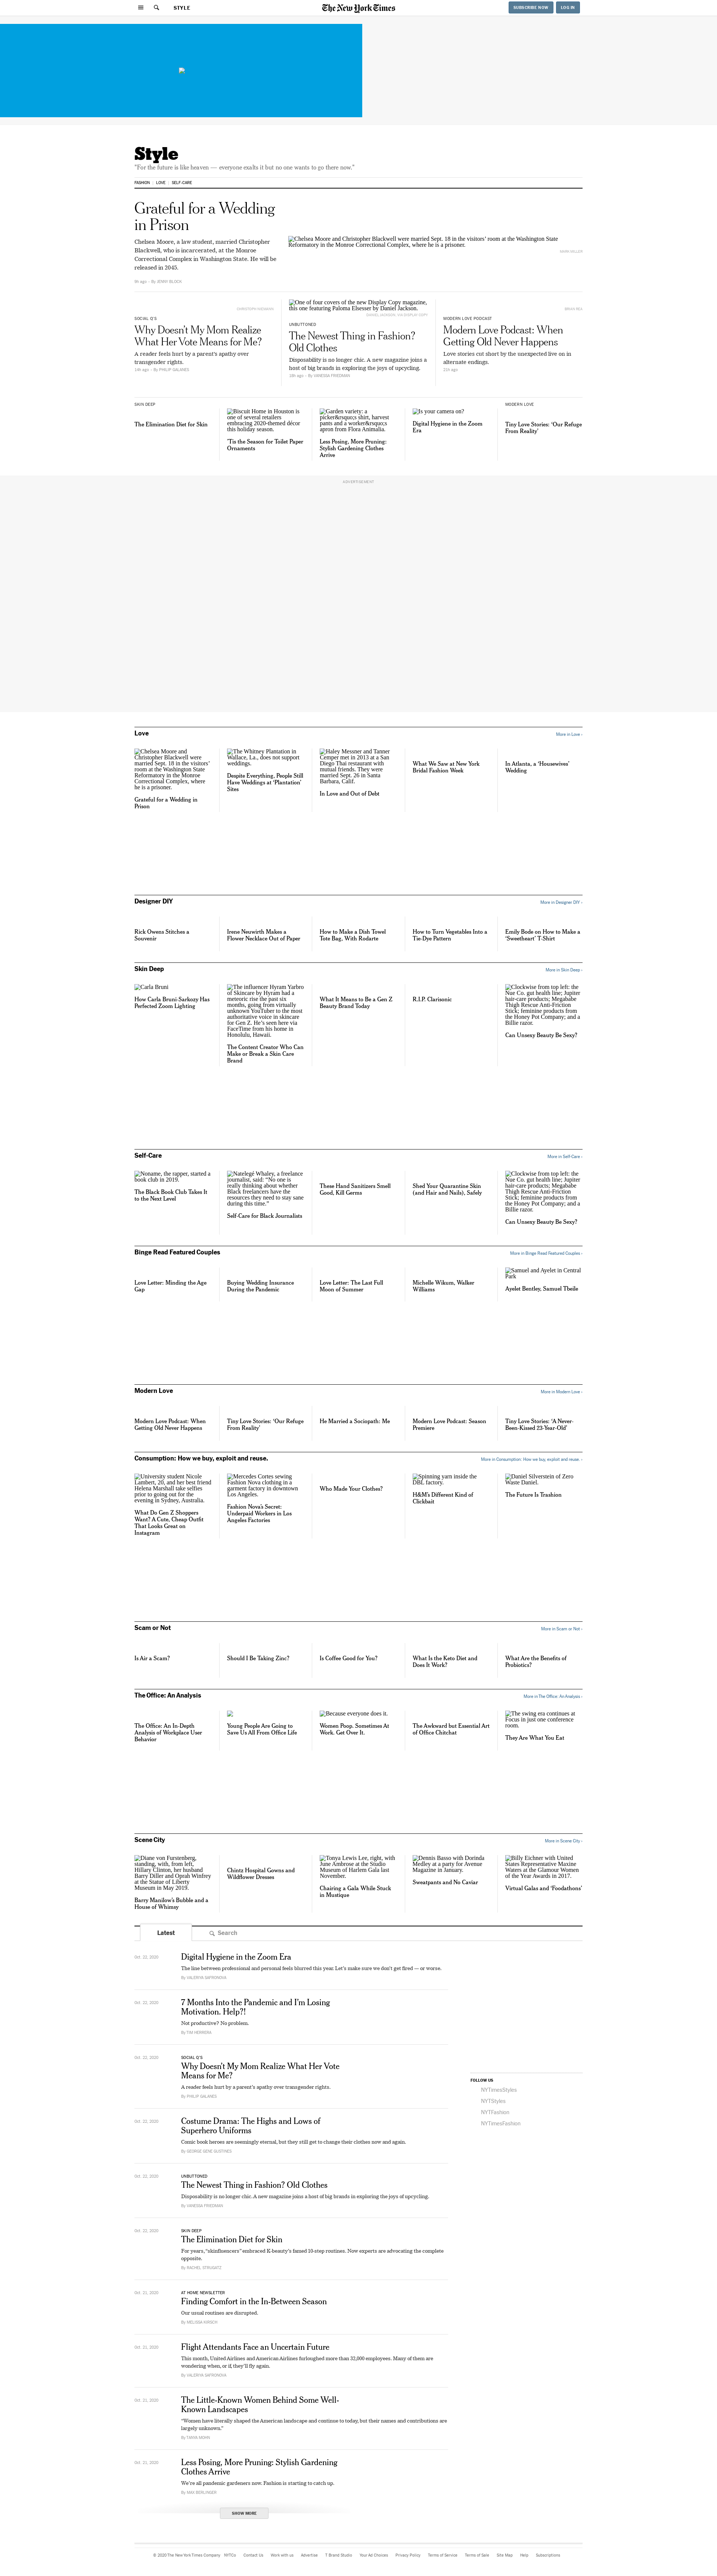 STYLE
The New York Times
SUBSCRIBE NOW
LOG IN
Style
“For the future is like heaven — everyone exalts it but no one wants to go there now.”
FASHION
LOVE
SELF-CARE
Grateful for a Wedding
in Prison
Chelsea Moore, a law student, married Christopher
Blackwell, who is incarcerated, at the Monroe
Correctional Complex in Washington State. He will be
released in 2045.
Chelsea Moore and Christopher Blackwell were married Sept. 18 in the visitors’ room at the Washington State
Reformatory in the Monroe Correctional Complex, where he is a prisoner.
SOCIAL Q'S
Why Doesn’t My Mom Realize
What Her Vote Means for Me?
A reader feels hurt by a parent’s apathy over
transgender rights.
14h ago · By PHILIP GALANES
One of four covers of the new Display Copy magazine,
this one featuring Paloma Elsesser by Daniel Jackson.
UNBUTTONED
The Newest Thing in Fashion?
Old Clothes
Disposability is no longer chic. A new magazine joins a
host of big brands in exploring the joys of upcycling.
18h ago · By VANESSA FRIEDMAN
MODERN LOVE PODCAST
Modern Love Podcast: When
Getting Old Never Happens
Love stories cut short by the unexpected live on in
alternate endings.
SKIN DEEP
The Elimination Diet for Skin
Biscuit Home in Houston is
one of several retailers
embracing 2020-themed décor
this holiday season.
’Tis the Season for Toilet Paper
Ornaments
Garden variety: a
picker&rsquo;s shirt, harvest
pants and a worker&rsquo;s
apron from Flora Animalia.
Less Posing, More Pruning:
Stylish Gardening Clothes
Arrive
Is your camera on?
Digital Hygiene in the Zoom
Era
MODERN LOVE
Tiny Love Stories: ‘Our Refuge
From Reality’
ADVERTISEMENT
Love
More in Love ›
Chelsea Moore and
Christopher Blackwell were
married Sept. 18 in the visitors’
room at the Washington State
Reformatory in the Monroe
Correctional Complex, where
he is a prisoner.
Grateful for a Wedding in
Prison
The Whitney Plantation in
Wallace, La., does not support
weddings.
Despite Everything, People Still
Have Weddings at ‘Plantation’
Sites
Haley Messner and Tanner
Cemper met in 2013 at a San
Diego Thai restaurant with
mutual friends. They were
married Sept. 26 in Santa
Barbara, Calif.
In Love and Out of Debt
What We Saw at New York
Bridal Fashion Week
In Atlanta, a ‘Housewives’
Wedding
Designer DIY
More in Designer DIY ›
Rick Owens Stitches a
Souvenir
Irene Neuwirth Makes a
Flower Necklace Out of Paper
How to Make a Dish Towel
Tote Bag, With Rodarte
How to Turn Vegetables Into a
Tie-Dye Pattern
Emily Bode on How to Make a
‘Sweetheart’ T-Shirt
Skin Deep
More in Skin Deep ›
Carla Bruni
How Carla Bruni-Sarkozy Has
Perfected Zoom Lighting
The influencer Hyram Yarbro
of Skincare by Hyram had a
meteoric rise the past six
months, going from virtually
unknown YouTuber to the most
authoritative voice in skincare
for Gen Z. He’s seen here via
FaceTime from his home in
Honolulu, Hawaii.
The Content Creator Who Can
Make or Break a Skin Care
Brand
What It Means to Be a Gen Z
Beauty Brand Today
R.I.P. Clarisonic
Clockwise from top left: the
Nue Co. gut health line; Jupiter
hair-care products; Megababe
Thigh Rescue Anti-Friction
Stick; feminine products from
the Honey Pot Company; and a
Billie razor.
Can Unsexy Beauty Be Sexy?
Self-Care
More in Self-Care ›
Noname, the rapper, started a
book club in 2019.
The Black Book Club Takes It
to the Next Level
Natelegé Whaley, a freelance
journalist, said: “No one is
really thinking about whether
Black freelancers have the
resources they need to stay sane
during this time.”
Self-Care for Black Journalists
These Hand Sanitizers Smell
Good, Kill Germs
Shed Your Quarantine Skin
(and Hair and Nails), Safely
Clockwise from top left: the
Nue Co. gut health line; Jupiter
hair-care products; Megababe
Thigh Rescue Anti-Friction
Stick; feminine products from
the Honey Pot Company; and a
Billie razor.
Can Unsexy Beauty Be Sexy?
Binge Read Featured Couples
More in Binge Read Featured Couples ›
Love Letter: Minding the Age
Gap
Buying Wedding Insurance
During the Pandemic
Love Letter: The Last Full
Moon of Summer
Michelle Wikum, Walker
Williams
Samuel and Ayelet in Central
Park
Ayelet Bentley, Samuel Tbeile
Modern Love
More in Modern Love ›
Modern Love Podcast: When
Getting Old Never Happens
Tiny Love Stories: ‘Our Refuge
From Reality’
He Married a Sociopath: Me
Modern Love Podcast: Season
Premiere
Tiny Love Stories: ‘A Never-
Been-Kissed 23-Year-Old’
Consumption: How we buy, exploit and reuse.
More in Consumption: How we buy, exploit and reuse. ›
University student Nicole
Lambert, 20, and her best friend
Helena Marshall take selfies
prior to going out for the
evening in Sydney, Australia.
What Do Gen Z Shoppers
Want? A Cute, Cheap Outfit
That Looks Great on
Instagram
Mercedes Cortes sewing
Fashion Nova clothing in a
garment factory in downtown
Los Angeles.
Fashion Nova’s Secret:
Underpaid Workers in Los
Angeles Factories
Who Made Your Clothes?
Spinning yarn inside the
DBL factory.
H&M’s Different Kind of
Clickbait
Daniel Silverstein of Zero
Waste Daniel.
The Future Is Trashion
Scam or Not
More in Scam or Not ›
Is Air a Scam?
Should I Be Taking Zinc?
Is Coffee Good for You?
What Is the Keto Diet and
Does It Work?
What Are the Benefits of
Probiotics?
The Office: An Analysis
More in The Office: An Analysis ›
The Office: An In-Depth
Analysis of Workplace User
Behavior
Young People Are Going to
Save Us All From Office Life
Because everyone does it.
Women Poop. Sometimes At
Work. Get Over It.
The Awkward but Essential Art
of Office Chitchat
The swing era continues at
Focus in just one conference
room.
They Are What You Eat
Scene City
More in Scene City ›
Diane von Furstenberg,
standing, with, from left,
Hillary Clinton, her husband
Barry Diller and Oprah Winfrey
at the Statue of Liberty
Museum in May 2019.
Barry Manilow’s Bubble and a
House of Whimsy
Chintz Hospital Gowns and
Wildflower Dresses
Tonya Lewis Lee, right, with
June Ambrose at the Studio
Museum of Harlem Gala last
November.
Chairing a Gala While Stuck
in Mustique
Dennis Basso with Dorinda
Medley at a party for Avenue
Magazine in January.
Sweatpants and No Caviar
Billy Eichner with United
States Representative Maxine
Waters at the Glamour Women
of the Year Awards in 2017.
Virtual Galas and ‘Foodathons’
Latest
Search
Oct. 22, 2020
Digital Hygiene in the Zoom Era
The line between professional and personal feels blurred this year. Let’s make sure we don’t get fired — or worse.
By VALERIYA SAFRONOVA
Oct. 22, 2020
7 Months Into the Pandemic and I’m Losing
Motivation. Help?!
Not productive? No problem.
By TIM HERRERA
Oct. 22, 2020
SOCIAL Q’S
Why Doesn’t My Mom Realize What Her Vote
Means for Me?
A reader feels hurt by a parent’s apathy over transgender rights.
By PHILIP GALANES
Oct. 22, 2020
Costume Drama: The Highs and Lows of
Superhero Uniforms
Comic book heroes are seemingly eternal, but they still get to change their clothes now and again.
By GEORGE GENE GUSTINES
Oct. 22, 2020
UNBUTTONED
The Newest Thing in Fashion? Old Clothes
Disposability is no longer chic. A new magazine joins a host of big brands in exploring the joys of upcycling.
By VANESSA FRIEDMAN
Oct. 22, 2020
SKIN DEEP
The Elimination Diet for Skin
For years, “skinfluencers” embraced K-beauty’s famed 10-step routines. Now experts are advocating the complete
opposite.
By RACHEL STRUGATZ
Oct. 21, 2020
AT HOME NEWSLETTER
Finding Comfort in the In-Between Season
Our usual routines are disrupted.
By MELISSA KIRSCH
Oct. 21, 2020
Flight Attendants Face an Uncertain Future
This month, United Airlines and American Airlines furloughed more than 32,000 employees. Many of them are
wondering when, or if, they’ll fly again.
By VALERIYA SAFRONOVA
Oct. 21, 2020
The Little-Known Women Behind Some Well-
Known Landscapes
“Women have literally shaped the American landscape and continue to today, but their names and contributions are
largely unknown.”
Oct. 21, 2020
Less Posing, More Pruning: Stylish Gardening
Clothes Arrive
We’re all pandemic gardeners now. Fashion is starting to catch up.
By MAX BERLINGER
SHOW MORE
FOLLOW US
NYTimesStyles
NYTStyles
NYTFashion
NYTimesFashion
© 2020 The New York Times Company
NYTCo
Contact Us
Work with us
Advertise
T Brand Studio
Your Ad Choices
Privacy Policy
Terms of Service
Terms of Sale
Site Map
Help
Subscriptions